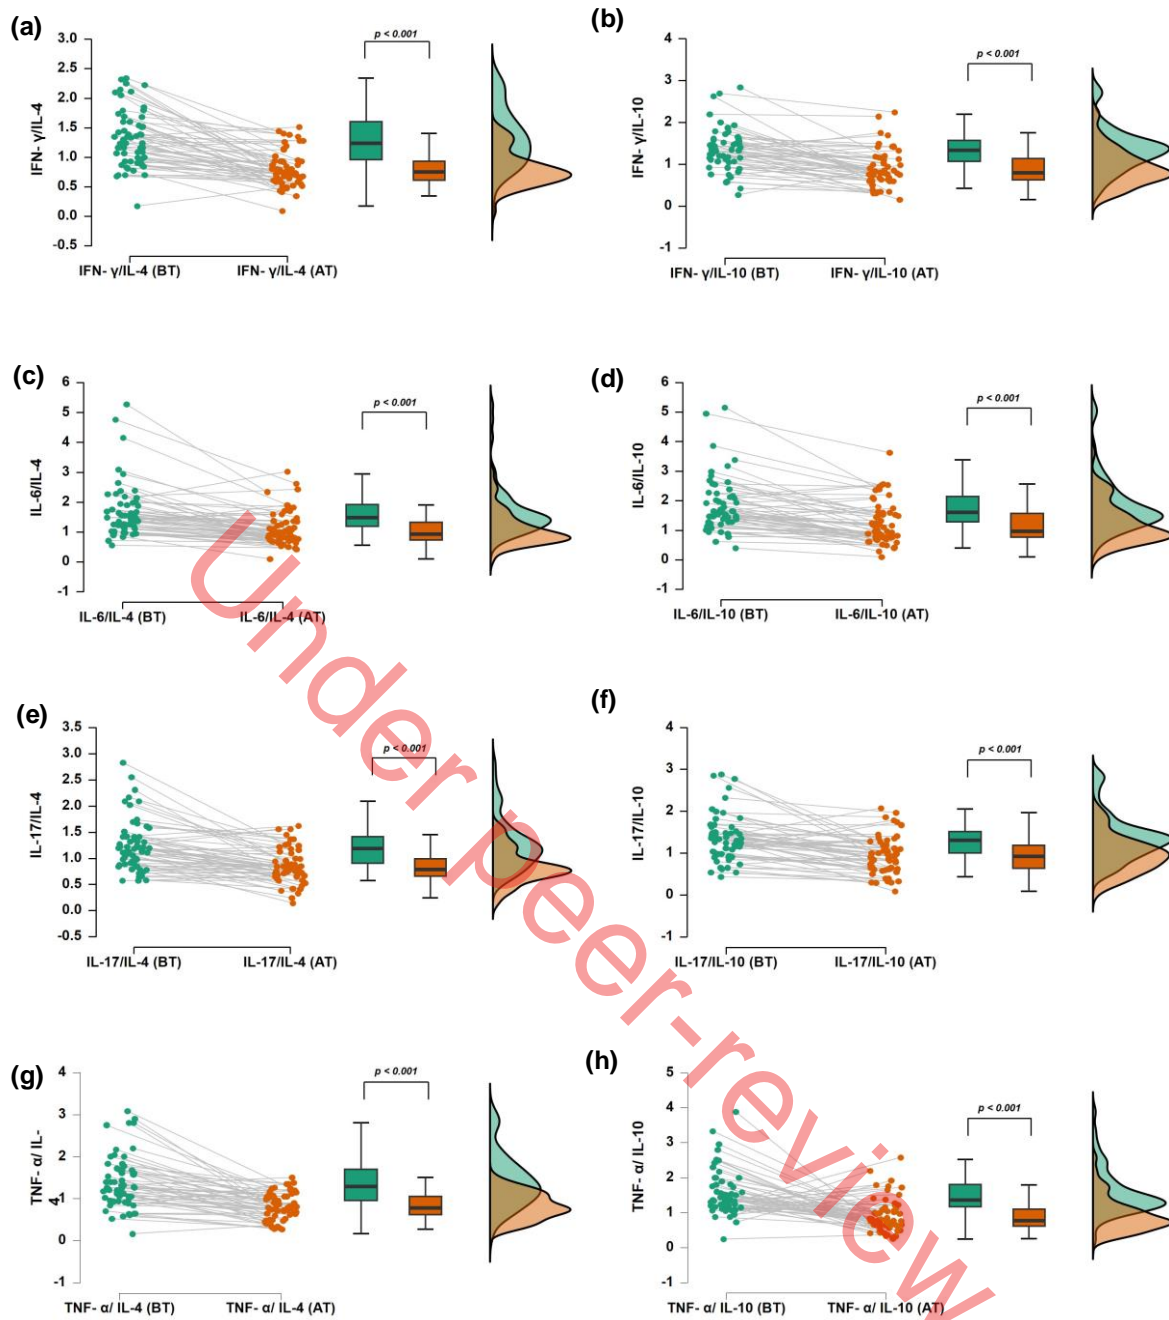 (a)
3.0
2.5
2.0
1.5
1.0
0.5
0.0
-0.5
IFN- γ/IL-4
p < 0.001
IFN- γ/IL-4 (BT)
IFN- γ/IL-4 (AT)
(b)
4
3
2
1
0
-1
IFN- γ/IL-10
p < 0.001
IFN- γ/IL-10 (BT)
IFN- γ/IL-10 (AT)
(c)
6
5
4
3
2
1
0
-1
IL-6/IL-4
p < 0.001
IL-6/IL-4 (BT)
IL-6/IL-4 (AT)
(d)
6
5
4
3
2
1
0
-1
IL-6/IL-10
p < 0.001
IL-6/IL-10 (BT)
IL-6/IL-10 (AT)
(e)
3.5
3.0
2.5
2.0
1.5
1.0
0.5
0.0
-0.5
IL-17/IL-4
p < 0.001
IL-17/IL-4 (BT)
IL-17/IL-4 (AT)
(f)
4
3
2
1
0
-1
IL-17/IL-10
p < 0.001
IL-17/IL-10 (BT)
IL-17/IL-10 (AT)
(g)
4
3
2
1
0
-1
TNF- α/ IL-
4
p < 0.001
TNF- α/ IL-4 (BT)
TNF- α/ IL-4 (AT)
(h)
5
4
3
2
1
0
-1
TNF- α/ IL-10
p < 0.001
TNF- α/ IL-10 (BT)
TNF- α/ IL-10 (AT)
Under peer-review